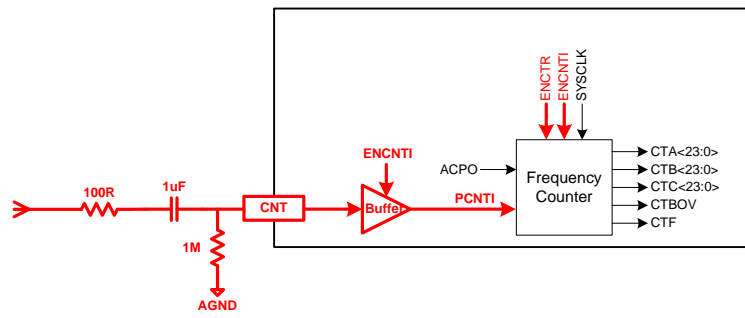 ENCTR
ENCNTI
SYSCLK
ENCNTI
ACPO
Frequency
Counter
CTA<23:0>
CTB<23:0>
CTC<23:0>
CTBOV
CTF
100R
1uF
CNT
Buffer
PCNTI
1M
AGND